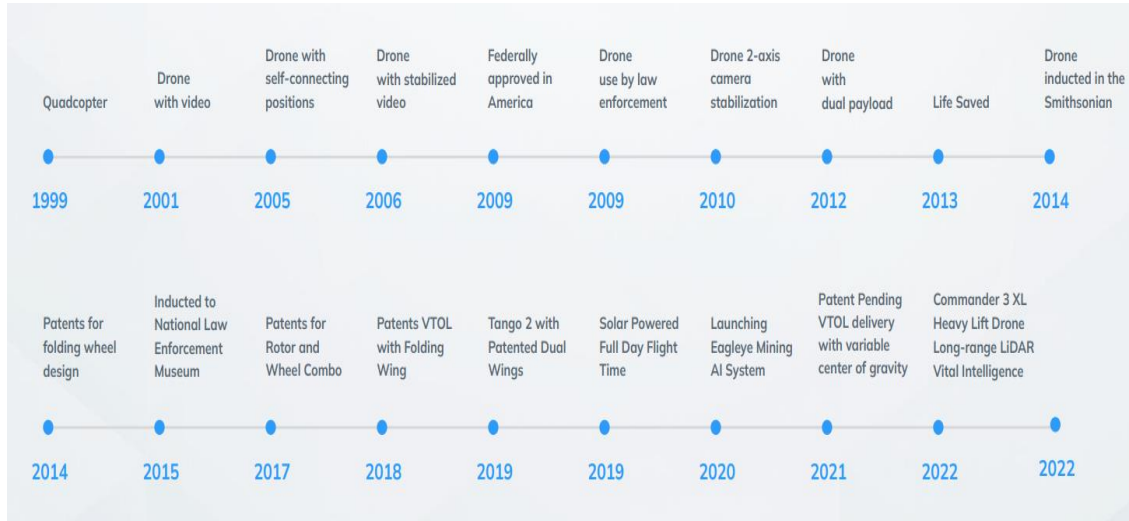 Quadcopter
Drone
with video
Drone with
self-connecting
positions
Drone
with stabilized
video
Federally
approved in
America
Drone
use by law
enforcement
Drone 2-axis
camera
stabilization
Drone
with
dual payload
Life Saved
Drone
inducted in the
Smithsonian
1999 2001 2005 2006 2009 2009 2010 2012 2013 2014
Patents for
folding wheel
design
Inducted to
National Law
Enforcement
Museum
Patents for
Rotor and
Wheel Combo
Patents VTOL
with Folding
Wing
Tango 2 with
Patented Dual
Wings
Solar Powered
Full Day Flight
Time
Launching
Eagleye Mining
AI System
Patent Pending
VTOL delivery
with variable
center of gravity
Commander 3 XL
Heavy Lift Drone
Long-range LiDAR
Vital Intelligence
2014 2015 2017 2018 2019 2019 2020 2021 2022 2022